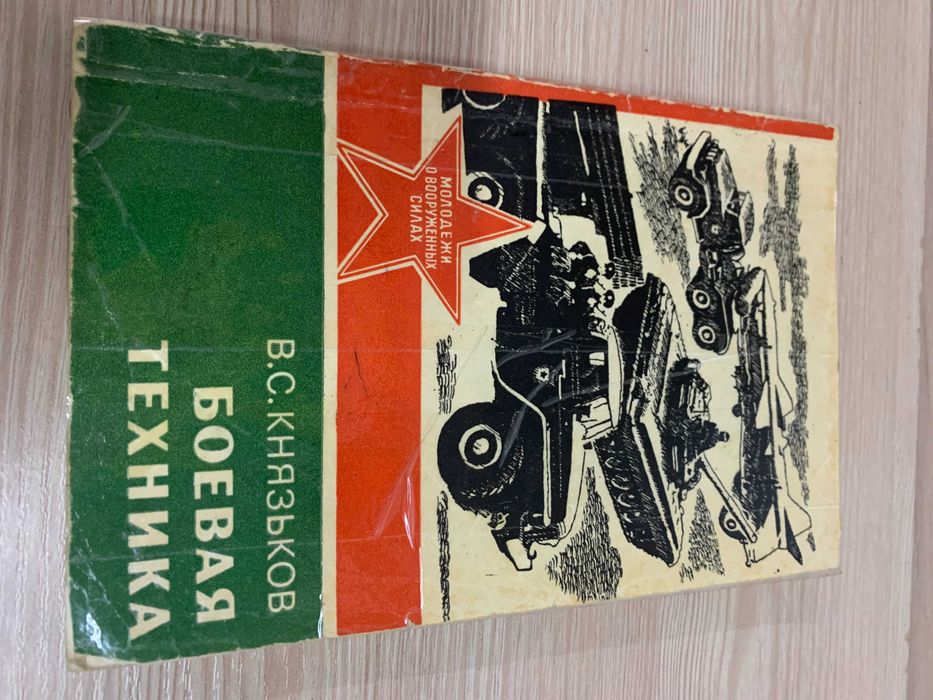 МОЛОДЕЖИ
О ВООРУЖЕННЫХ
СИЛАХ
В.С.КНЯЗЬКОВ
БОЕВАЯ
ТЕХНИКА